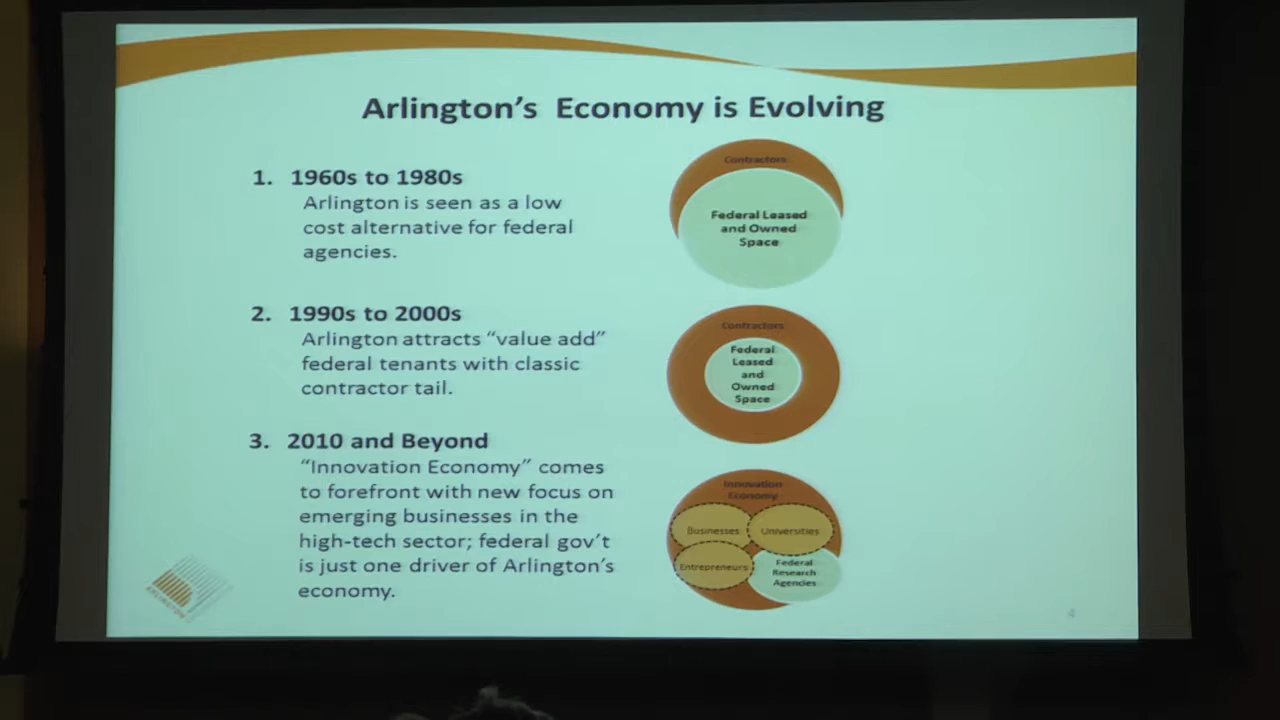 Arlington's Economy is Evolving
1. 1960s to 1980s
Arlington is seen as a low
cost alternative for federal
agencies.
Contractors
Federal Leased
and Owned
Space
2. 1990s to 2000s
Arlington attracts “value add”
federal tenants with classic
contractor tail.
Contractors
Federal
Leased
and
Owned
Space
3. 2010 and Beyond
“Innovation Economy” comes
to forefront with new focus on
emerging businesses in the
high-tech sector; federal gov't
is just one driver of Arlington's
economy.
Innovation
Economy
Businesses
Universities
Entrepreneurs
Federal
Research
Agencies
ARLINGTON
4